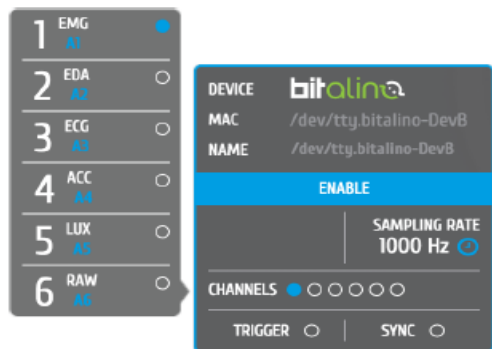 1 EMG
A1
2 EDA
A2
3 ECG
A3
4 ACC
A4
5 LUX
A5
6 RAW
A6
DEVICE bitalino
MAC /dev/tty.bitalino-DevB
NAME /dev/tty.bitalino-DevB
ENABLE
SAMPLING RATE
1000 Hz
CHANNELS
TRIGGER SYNC